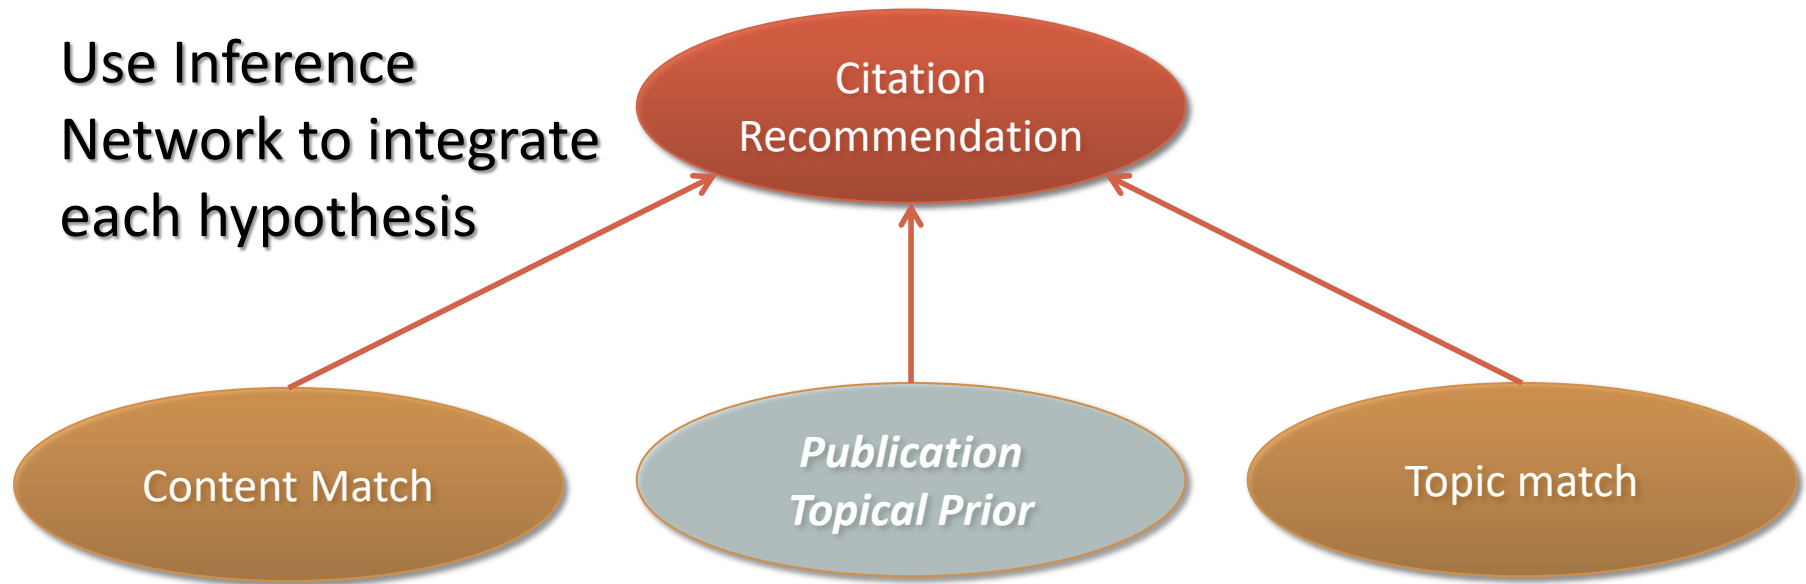 Use Inference
Network to integrate
each hypothesis
Citation
Recommendation
Content Match
Publication
Topical Prior
Topic match